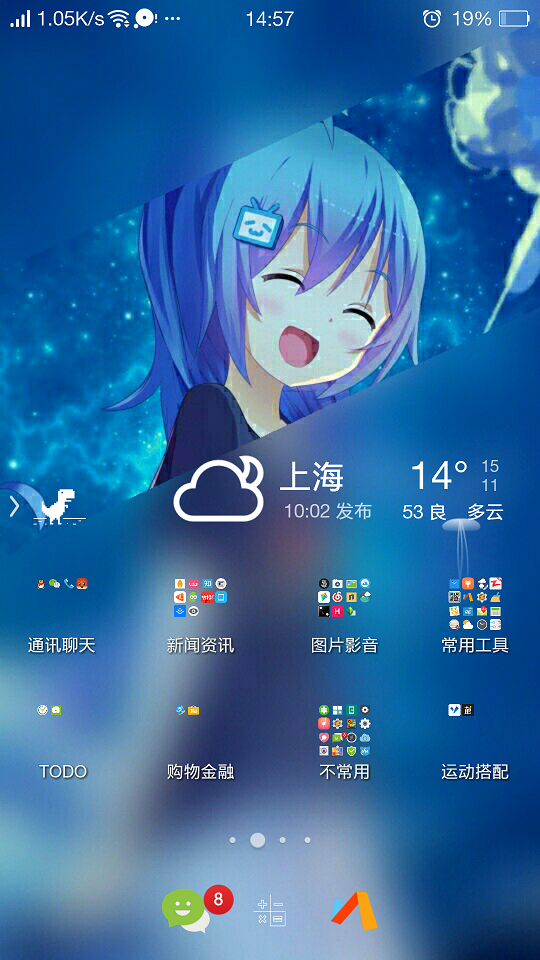 1.05K/s 14:57 19%
上海 14° 15
11
10:02 发布 53 良 多云
通讯聊天 新闻资讯 图片影音 常用工具
TODO 购物金融 不常用 运动搭配
8